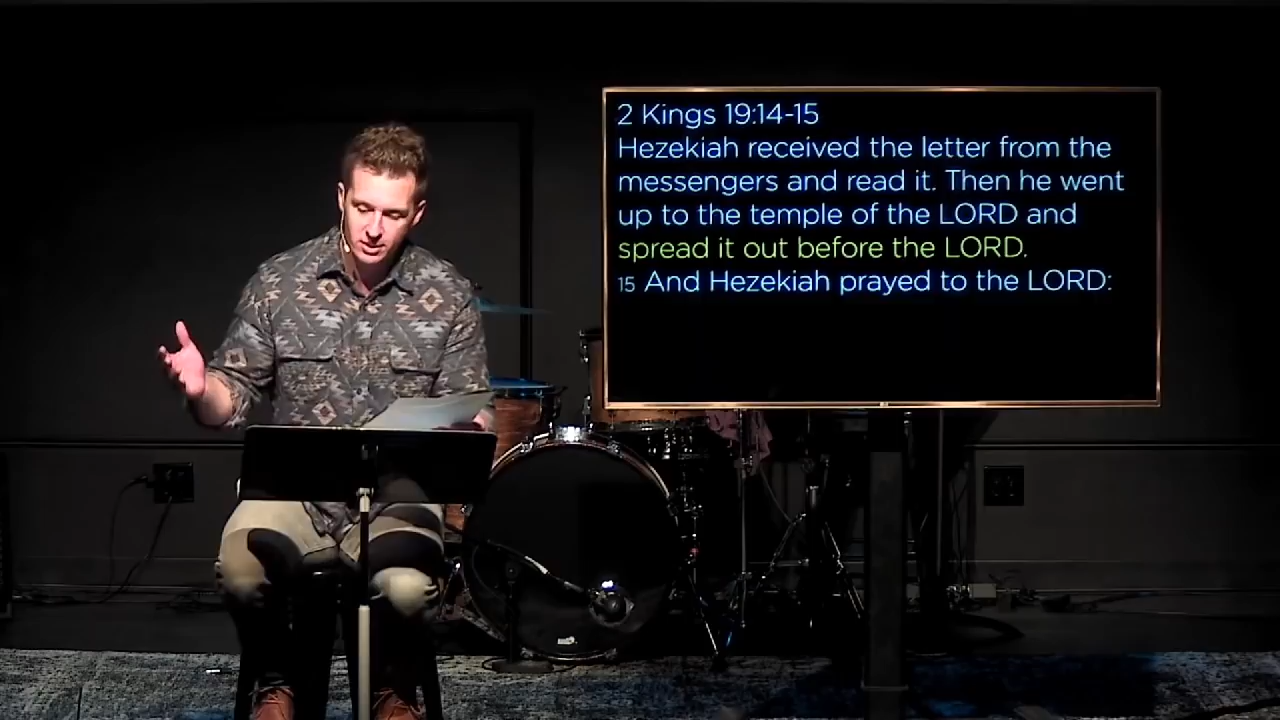 2 Kings 19:14-15
Hezekiah received the letter from the
messengers and read it. Then he went
up to the temple of the LORD and
spread it out before the LORD.
15 And Hezekiah prayed to the LORD: